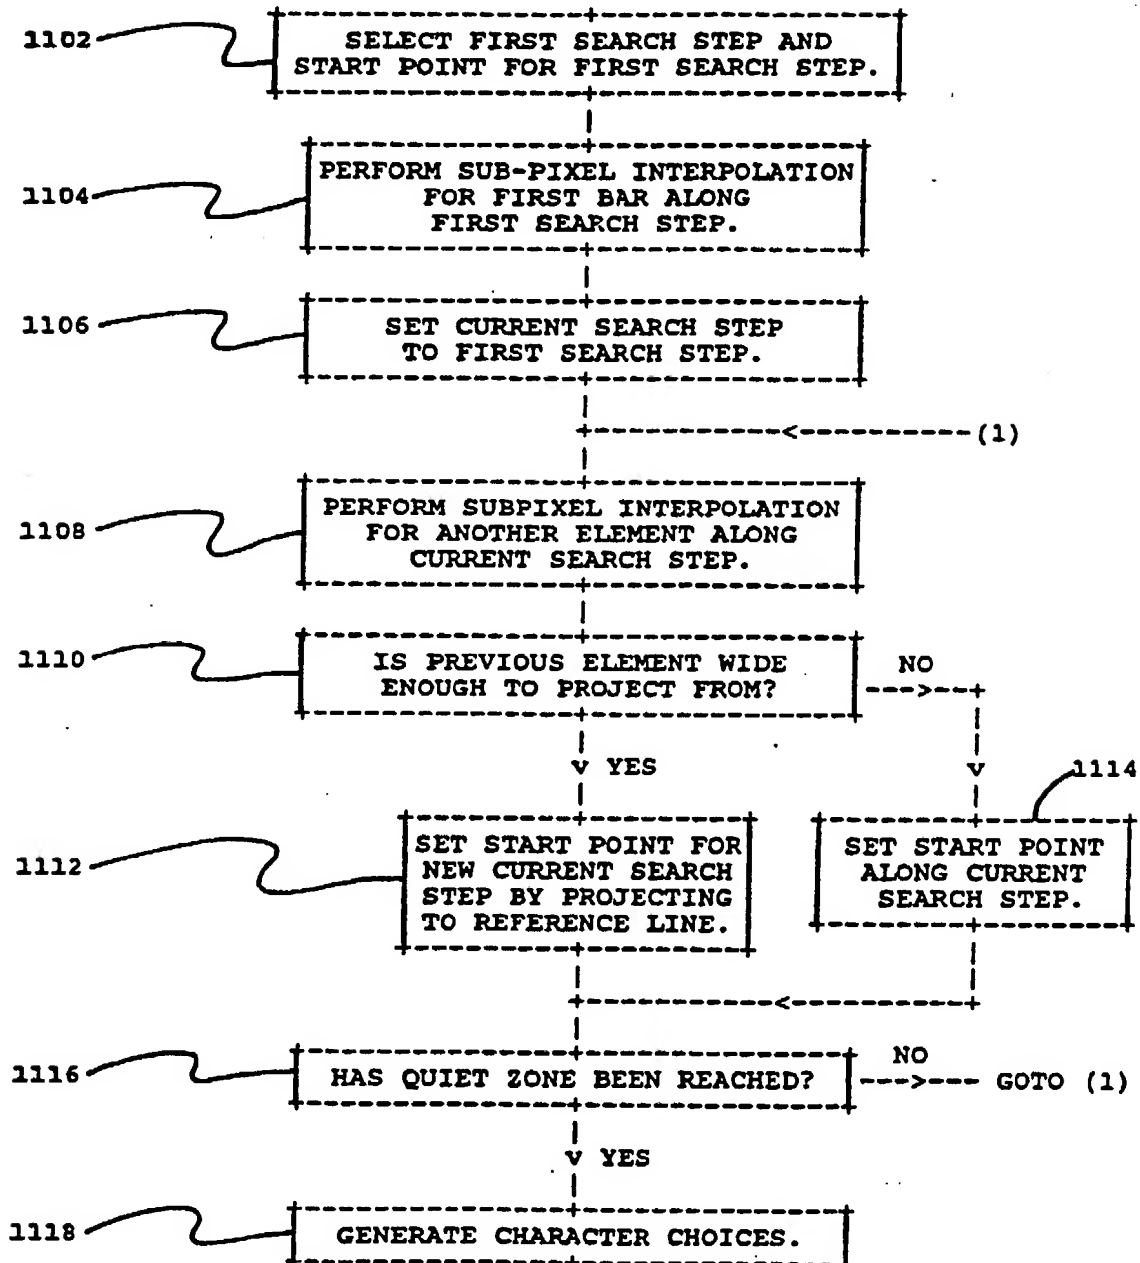 1102
SELECT FIRST SEARCH STEP AND
START POINT FOR FIRST SEARCH STEP.
1104
PERFORM SUB-PIXEL INTERPOLATION
FOR FIRST BAR ALONG
FIRST SEARCH STEP.
1106
SET CURRENT SEARCH STEP
TO FIRST SEARCH STEP.
(1)
1108
PERFORM SUBPIXEL INTERPOLATION
FOR ANOTHER ELEMENT ALONG
CURRENT SEARCH STEP.
1110
IS PREVIOUS ELEMENT WIDE
ENOUGH TO PROJECT FROM?
NO
YES
1112
SET START POINT FOR
NEW CURRENT SEARCH
STEP BY PROJECTING
TO REFERENCE LINE.
1114
SET START POINT
ALONG CURRENT
SEARCH STEP.
1116
HAS QUIET ZONE BEEN REACHED?
NO
GOTO (1)
YES
1118
GENERATE CHARACTER CHOICES.